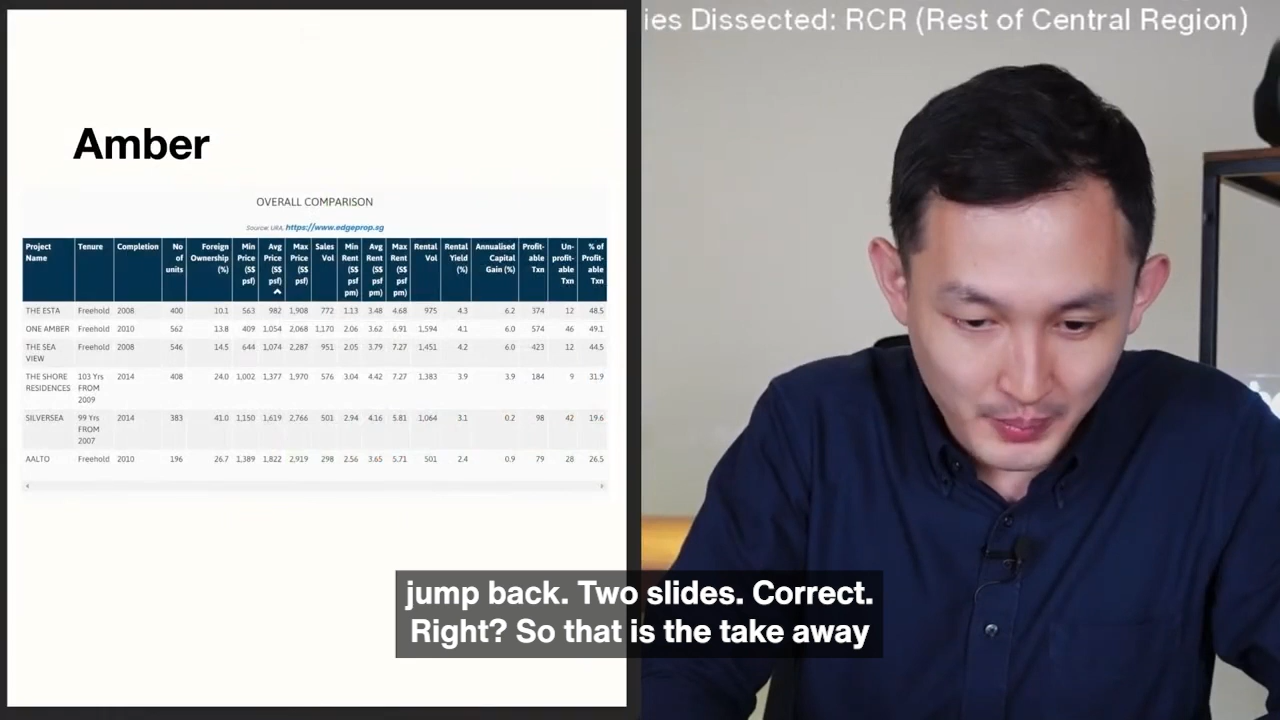 ies Dissected: RCR (Rest of Central Region)
Amber
OVERALL COMPARISON
Source: URA, https://www.edgeprop.sg
Project Name Tenure Completion No of units Foreign Ownership (%) Min Price (S$ psf) Avg Price (S$ psf) Max Price (S$ psf) Sales Vol Min Rent (S$ psf pm) Avg Rent (S$ psf pm) Max Rent (S$ psf pm) Rental Vol Rental Yield (%) Annualised Capital Gain (%) Profit-able Txn Un-profit-able Txn % of Profit-able Txn
THE ESTA Freehold 2008 400 10.1 563 982 1,908 772 1.13 3.48 4.68 975 4.3 6.2 374 12 48.5
ONE AMBER Freehold 2010 562 13.8 409 1,054 2,068 1,170 2.06 3.62 6.91 1,594 4.1 6.0 574 46 49.1
THE SEA VIEW Freehold 2008 546 14.5 644 1,074 2,287 951 2.05 3.79 7.27 1,451 4.2 6.0 423 12 44.5
THE SHORE RESIDENCES 103 Yrs FROM 2009 2014 408 24.0 1,002 1,377 1,970 576 3.04 4.42 7.27 1,383 3.9 3.9 184 9 31.9
SILVERSEA 99 Yrs FROM 2007 2014 383 41.0 1,150 1,619 2,766 501 2.94 4.16 5.81 1,064 3.1 0.2 98 42 19.6
AALTO Freehold 2010 196 26.7 1,389 1,822 2,919 298 2.56 3.65 5.71 501 2.4 0.9 79 28 26.5
jump back. Two slides. Correct.
Right? So that is the take away